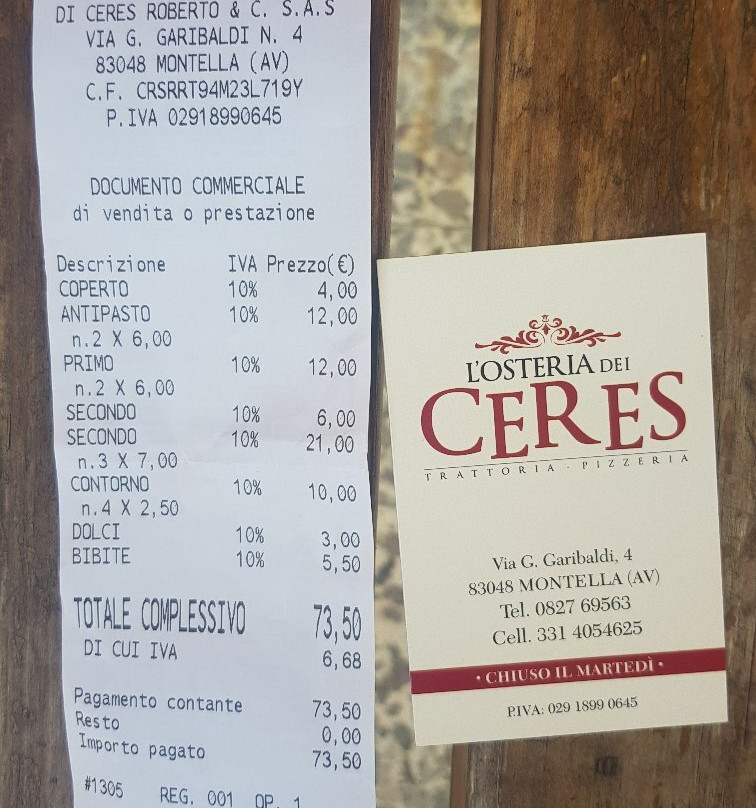 DI CERES ROBERTO & C. S.A.S
VIA G. GARIBALDI N. 4
83048 MONTELLA (AV)
C.F. CRSRRT94M23L719Y
P.IVA 02918990645
DOCUMENTO COMMERCIALE
di vendita o prestazione
Descrizione IVA Prezzo(€)
COPERTO 10% 4,00
ANTIPASTO 10% 12,00
n.2 X 6,00
PRIMO 10% 12,00
n.2 X 6,00
SECONDO 10% 6,00
SECONDO 10% 21,00
n.3 X 7,00
CONTORNO 10% 10,00
n.4 X 2,50
DOLCI 10% 3,00
BIBITE 10% 5,50
TOTALE COMPLESSIVO 73,50
DI CUI IVA 6,68
Pagamento contante 73,50
Resto 0,00
Importo pagato 73,50
#1305 REG. 001 OP. 1
L'OSTERIA DEI
CERES
TRATTORIA - PIZZERIA
Via G. Garibaldi, 4
83048 MONTELLA (AV)
Tel. 0827 69563
Cell. 331 4054625
• CHIUSO IL MARTEDÌ •
P.IVA: 029 1899 0645